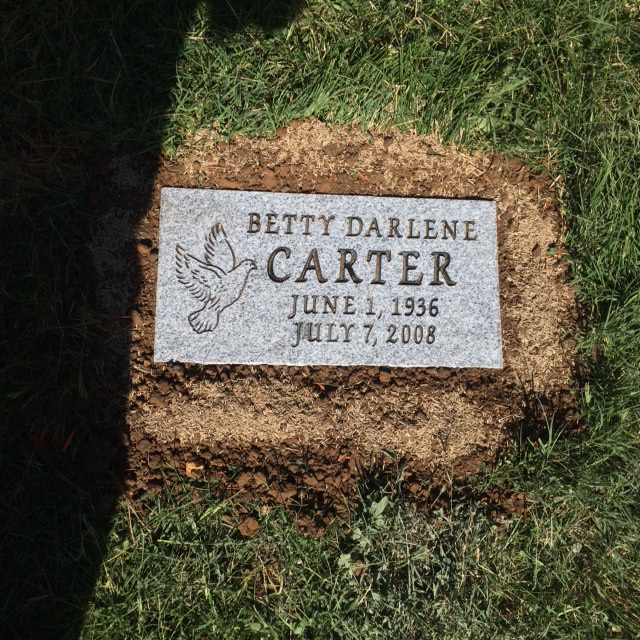 BETTY DARLENE
CARTER
JUNE 1, 1936
JULY 7, 2008